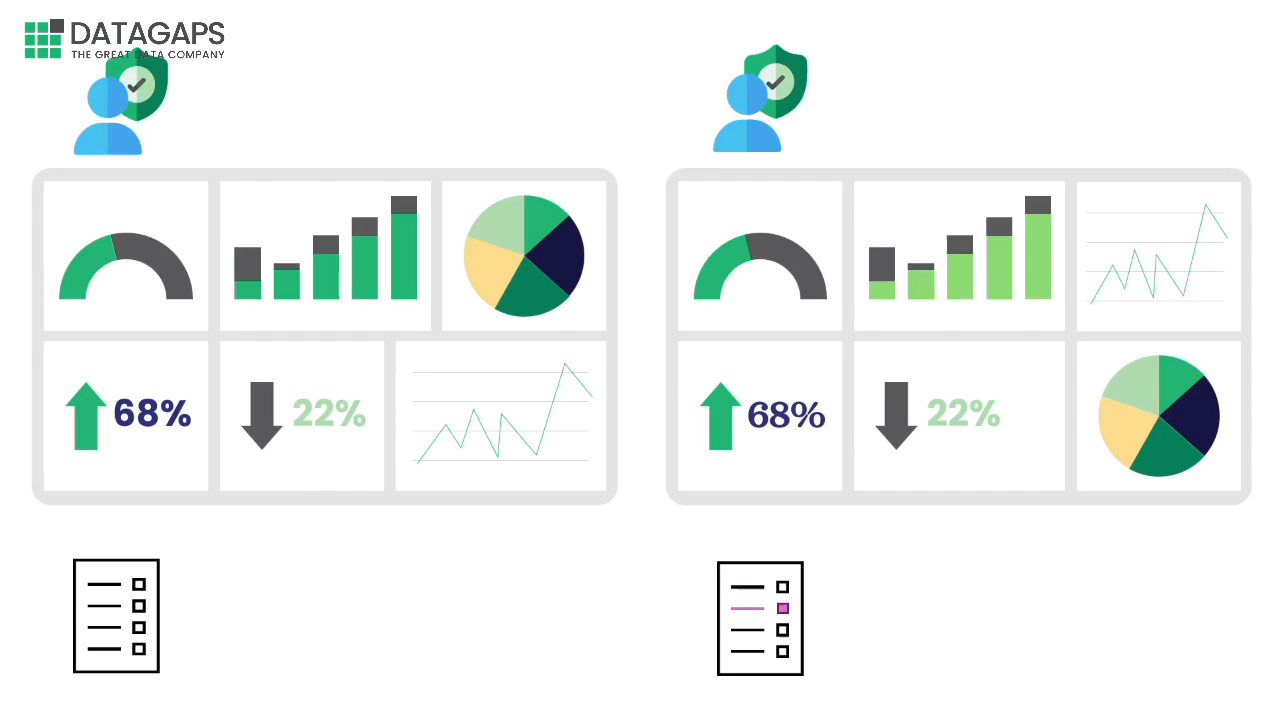 DATAGAPS
THE GREAT DATA COMPANY
68%
22%
68%
22%